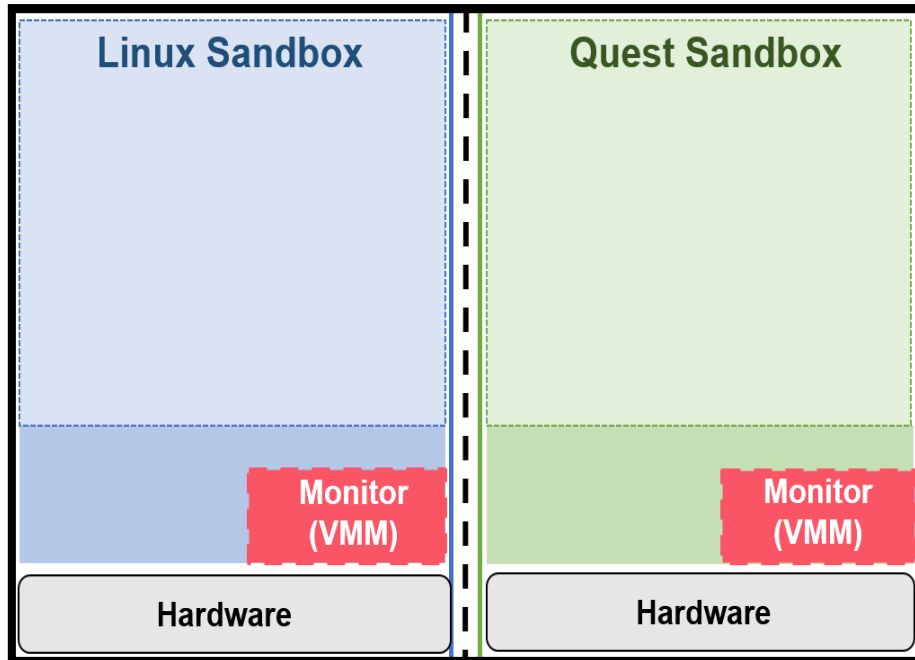 Linux Sandbox
Quest Sandbox
Monitor
(VMM)
Monitor
(VMM)
Hardware
Hardware